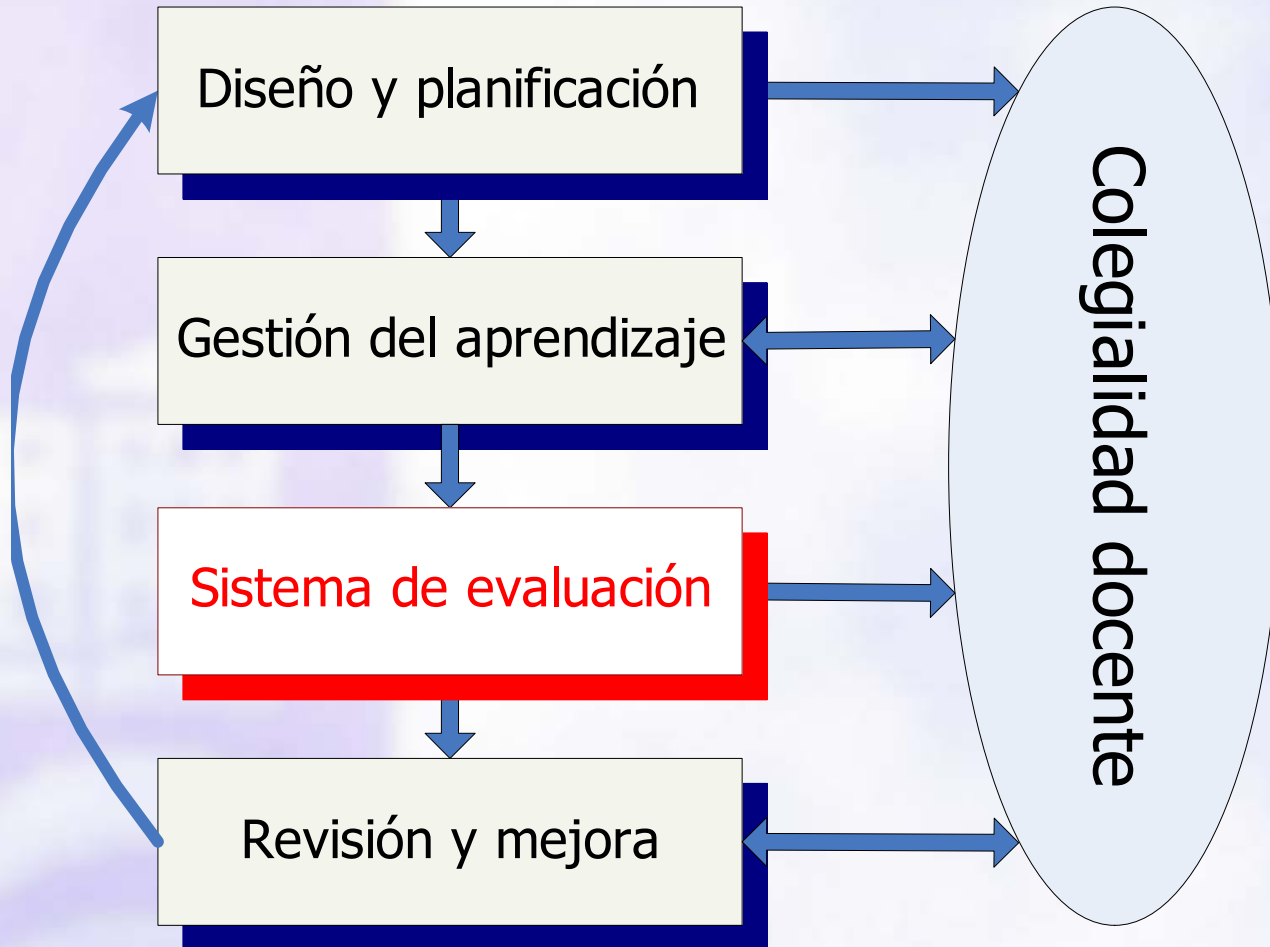 Diseño y planificación
Gestión del aprendizaje
Sistema de evaluación
Revisión y mejora
Colegialidad docente